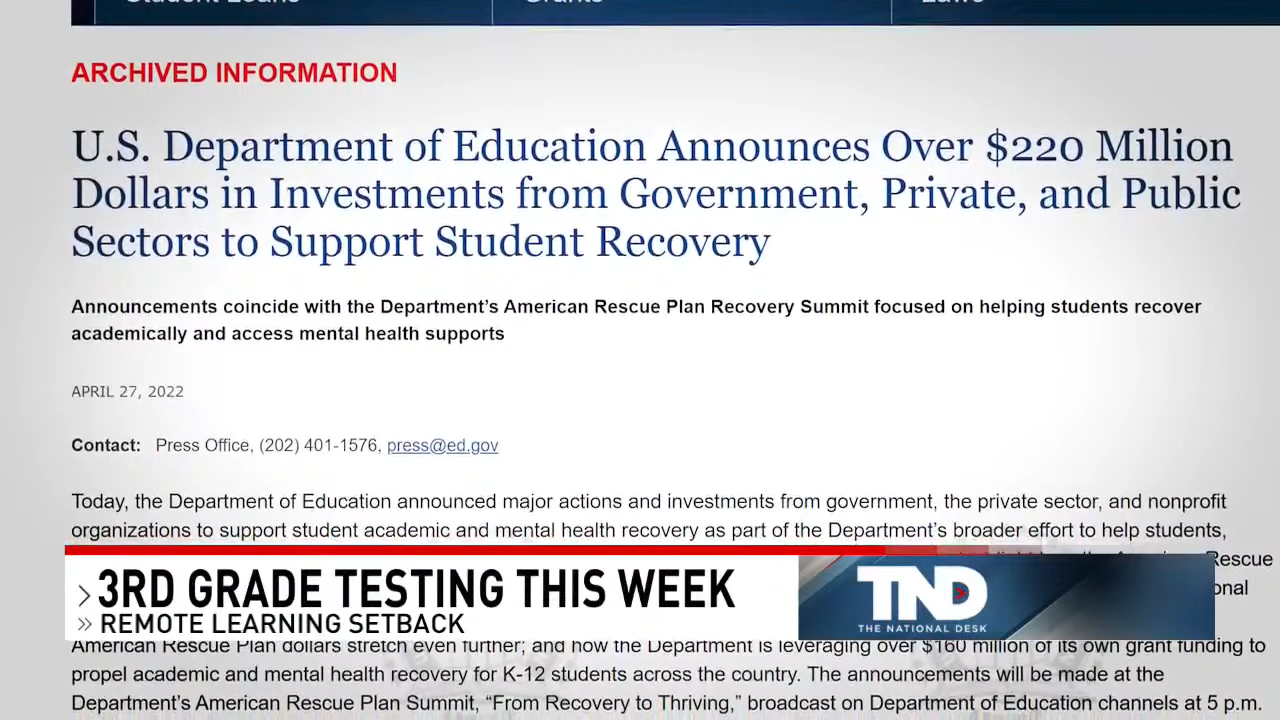 Student Loans Grants Laws
ARCHIVED INFORMATION
U.S. Department of Education Announces Over $220 Million
Dollars in Investments from Government, Private, and Public
Sectors to Support Student Recovery
Announcements coincide with the Department's American Rescue Plan Recovery Summit focused on helping students recover
academically and access mental health supports
APRIL 27, 2022
Contact: Press Office, (202) 401-1576, press@ed.gov
Today, the Department of Education announced major actions and investments from government, the private sector, and nonprofit
organizations to support student academic and mental health recovery as part of the Department's broader effort to help students,
Rescue
onal
3RD GRADE TESTING THIS WEEK
REMOTE LEARNING SETBACK
TND
THE NATIONAL DESK
American Rescue Plan dollars stretch even further; and how the Department is leveraging over $160 million of its own grant funding to
propel academic and mental health recovery for K-12 students across the country. The announcements will be made at the
Department's American Rescue Plan Summit, "From Recovery to Thriving," broadcast on Department of Education channels at 5 p.m.